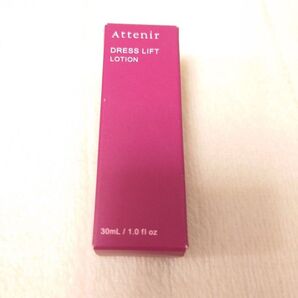 Attenir
DRESS LIFT
LOTION
30mL / 1.0 fl oz